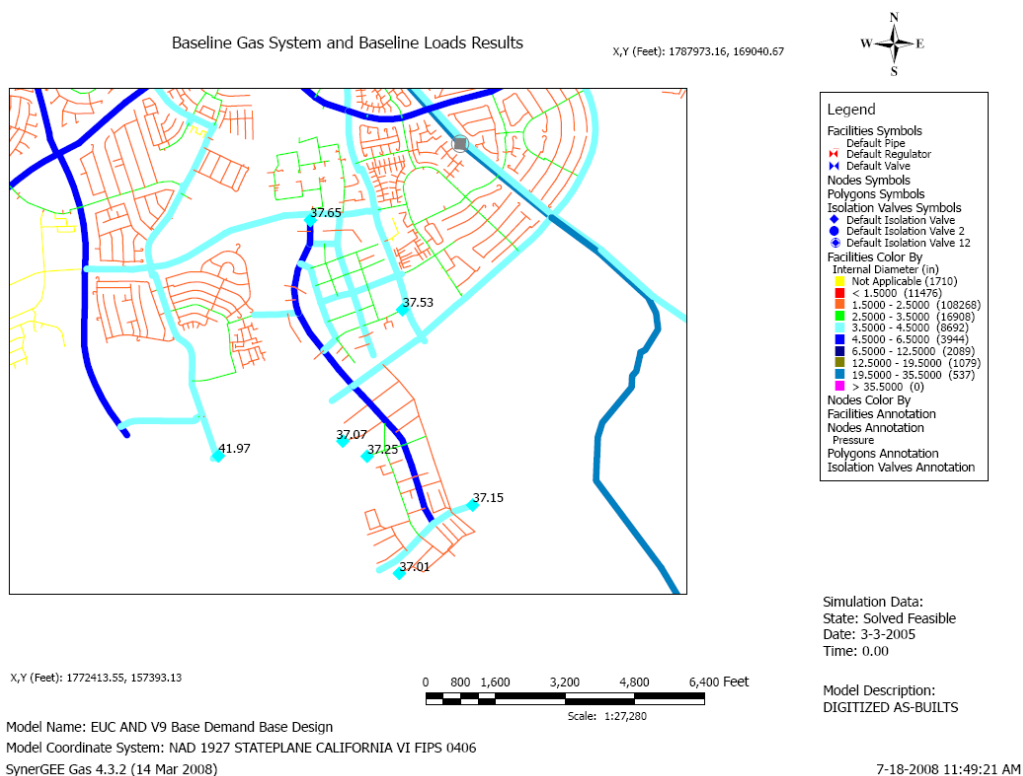 Baseline Gas System and Baseline Loads Results
X,Y (Feet): 1787973.16, 169040.67
N
W E
S
37.65
37.53
37.07
37.25
41.97
37.15
37.01
Legend
Facilities Symbols
Default Pipe
Default Regulator
Default Valve
Nodes Symbols
Polygons Symbols
Isolation Valves Symbols
Default Isolation Valve
Default Isolation Valve 2
Default Isolation Valve 12
Facilities Color By
Internal Diameter (in)
Not Applicable (1710)
< 1.5000 (11476)
1.5000 - 2.5000 (108268)
2.5000 - 3.5000 (16908)
3.5000 - 4.5000 (8692)
4.5000 - 6.5000 (3944)
6.5000 - 12.5000 (2089)
12.5000 - 19.5000 (1079)
19.5000 - 35.5000 (537)
> 35.5000 (0)
Nodes Color By
Facilities Annotation
Nodes Annotation
Pressure
Polygons Annotation
Isolation Valves Annotation
Simulation Data:
State: Solved Feasible
Date: 3-3-2005
Time: 0.00
Model Description:
DIGITIZED AS-BUILTS
X,Y (Feet): 1772413.55, 157393.13
0 800 1,600 3,200 4,800 6,400 Feet
Scale: 1:27,280
Model Name: EUC AND V9 Base Demand Base Design
Model Coordinate System: NAD 1927 STATEPLANE CALIFORNIA VI FIPS 0406
SynerGEE Gas 4.3.2 (14 Mar 2008)
7-18-2008 11:49:21 AM